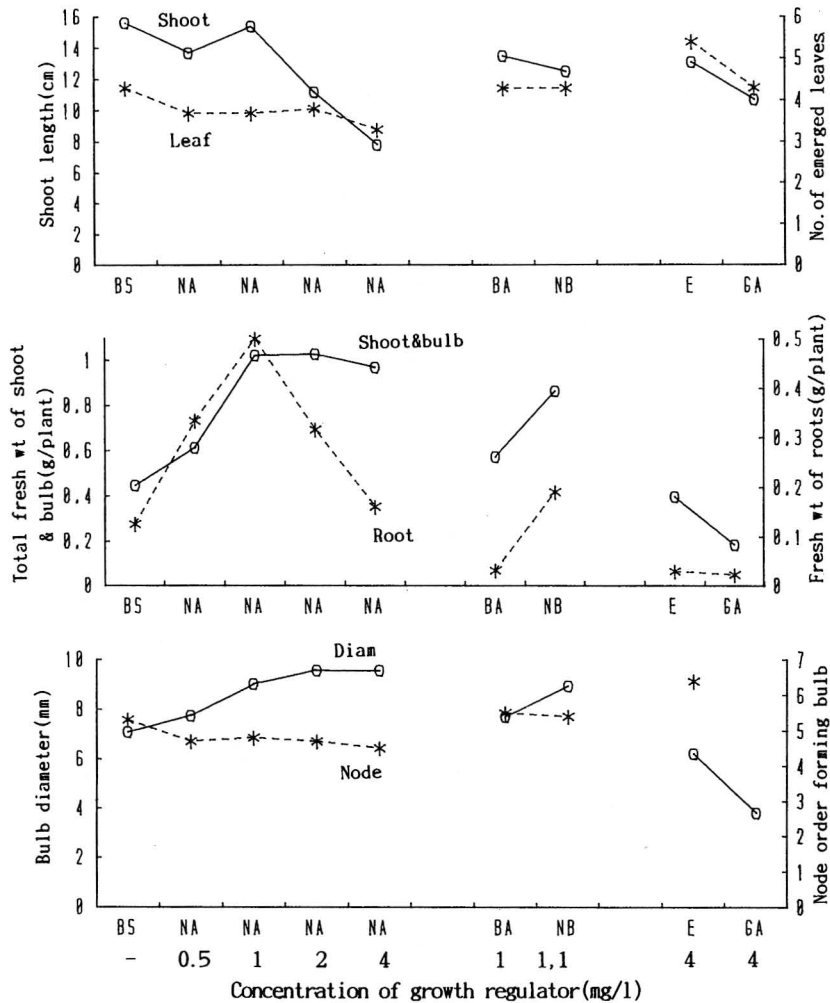 16
14
12
10
8
6
4
2
0
Shoot length(cm)
Shoot
Leaf
6
5
4
3
2
1
0
No.of emerged leaves
BS NA NA NA NA BA NB E GA
1
0.8
0.6
0.4
0.2
0
Total fresh wt of shoot
& bulb(g/plant)
Shoot&bulb
Root
0.5
0.4
0.3
0.2
0.1
0
Fresh wt of roots(g/plant)
BS NA NA NA NA BA NB E GA
10
8
6
4
2
0
Bulb diameter(mm)
Diam
Node
7
6
5
4
3
2
1
0
Node order forming bulb
BS NA NA NA NA BA NB E GA
- 0.5 1 2 4 1 1,1 4 4
Concentration of growth regulator(mg/l)